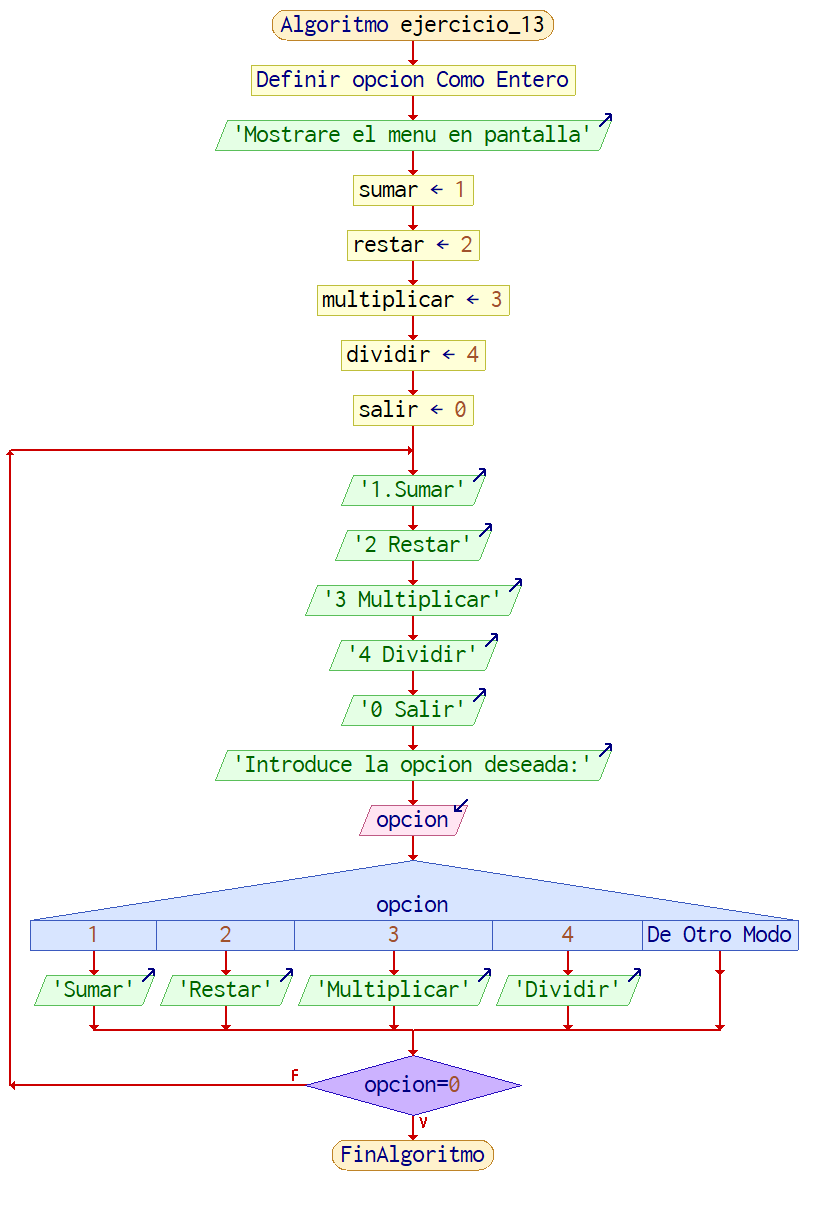 Algoritmo ejercicio_13
Definir opcion Como Entero
'Mostrare el menu en pantalla'
sumar ← 1
restar ← 2
multiplicar ← 3
dividir ← 4
salir ← 0
'1.Sumar'
'2 Restar'
'3 Multiplicar'
'4 Dividir'
'0 Salir'
'Introduce la opcion deseada:'
opcion
opcion
1 2 3 4 De Otro Modo
'Sumar' 'Restar' 'Multiplicar' 'Dividir'
F
opcion=0
V
FinAlgoritmo